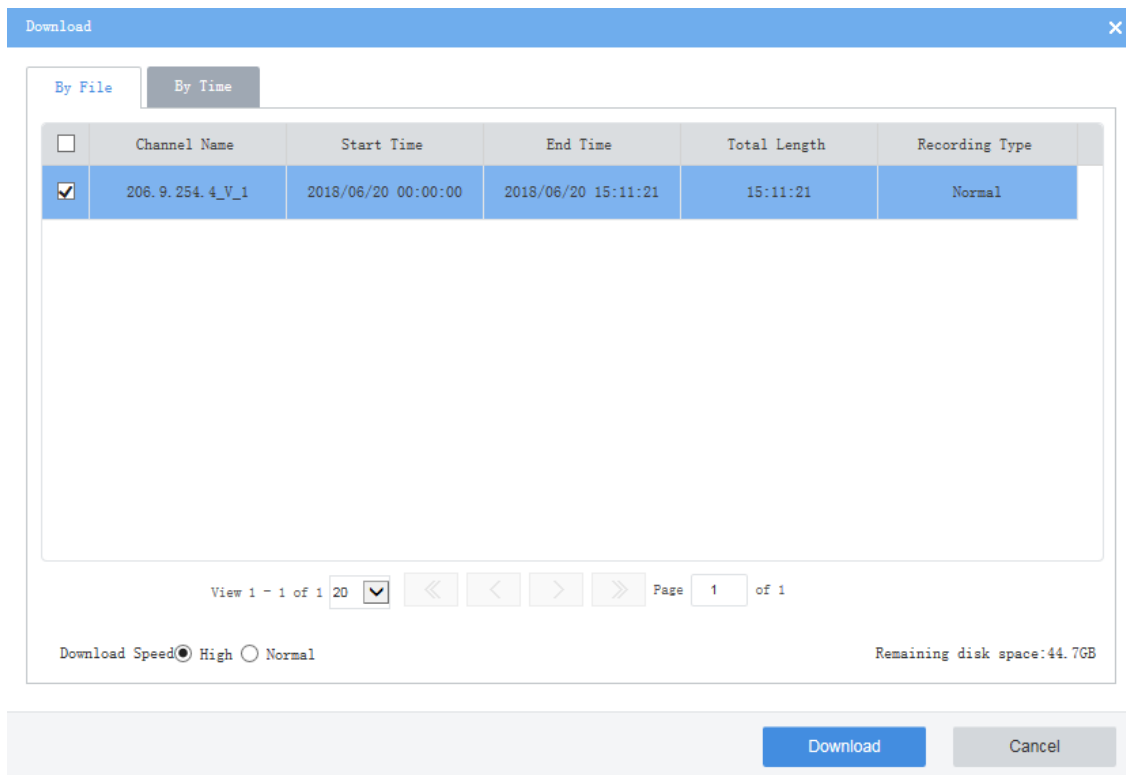 Download
By File By Time
Channel Name Start Time End Time Total Length Recording Type
206.9.254.4_V_1 2018/06/20 00:00:00 2018/06/20 15:11:21 15:11:21 Normal
View 1 - 1 of 1 20 Page 1 of 1
Download Speed High Normal Remaining disk space:44.7GB
Download Cancel